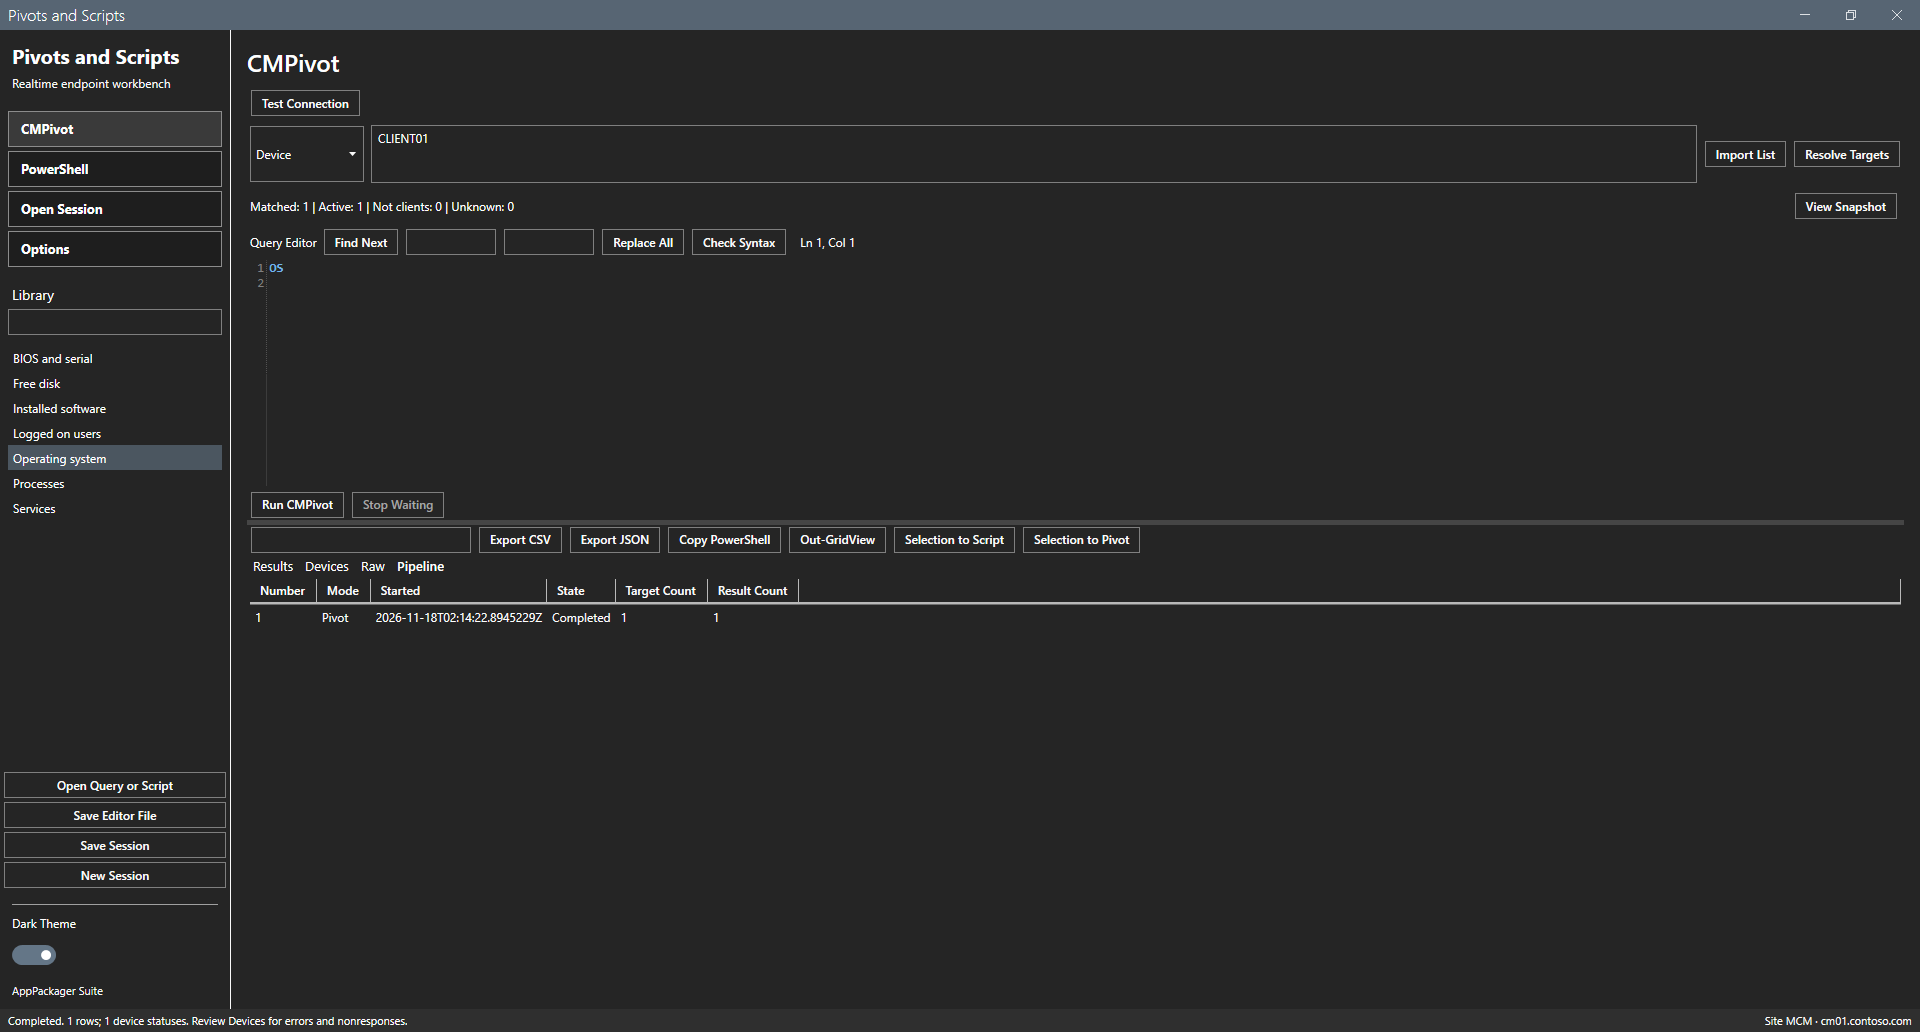 Pivots and Scripts
Pivots and Scripts
Realtime endpoint workbench
CMPivot
PowerShell
Open Session
Options
Library
BIOS and serial
Free disk
Installed software
Logged on users
Operating system
Processes
Services
Open Query or Script
Save Editor File
Save Session
New Session
Dark Theme
AppPackager Suite
CMPivot
Test Connection
Device CLIENT01 Import List Resolve Targets
Matched: 1 | Active: 1 | Not clients: 0 | Unknown: 0 View Snapshot
Query Editor Find Next Replace All Check Syntax Ln 1, Col 1
1 OS
2
Run CMPivot Stop Waiting
Export CSV Export JSON Copy PowerShell Out-GridView Selection to Script Selection to Pivot
Results Devices Raw Pipeline
Number Mode Started State Target Count Result Count
1 Pivot 2026-11-18T02:14:22.8945229Z Completed 1 1
Completed. 1 rows; 1 device statuses. Review Devices for errors and nonresponses. Site MCM · cm01.contoso.com